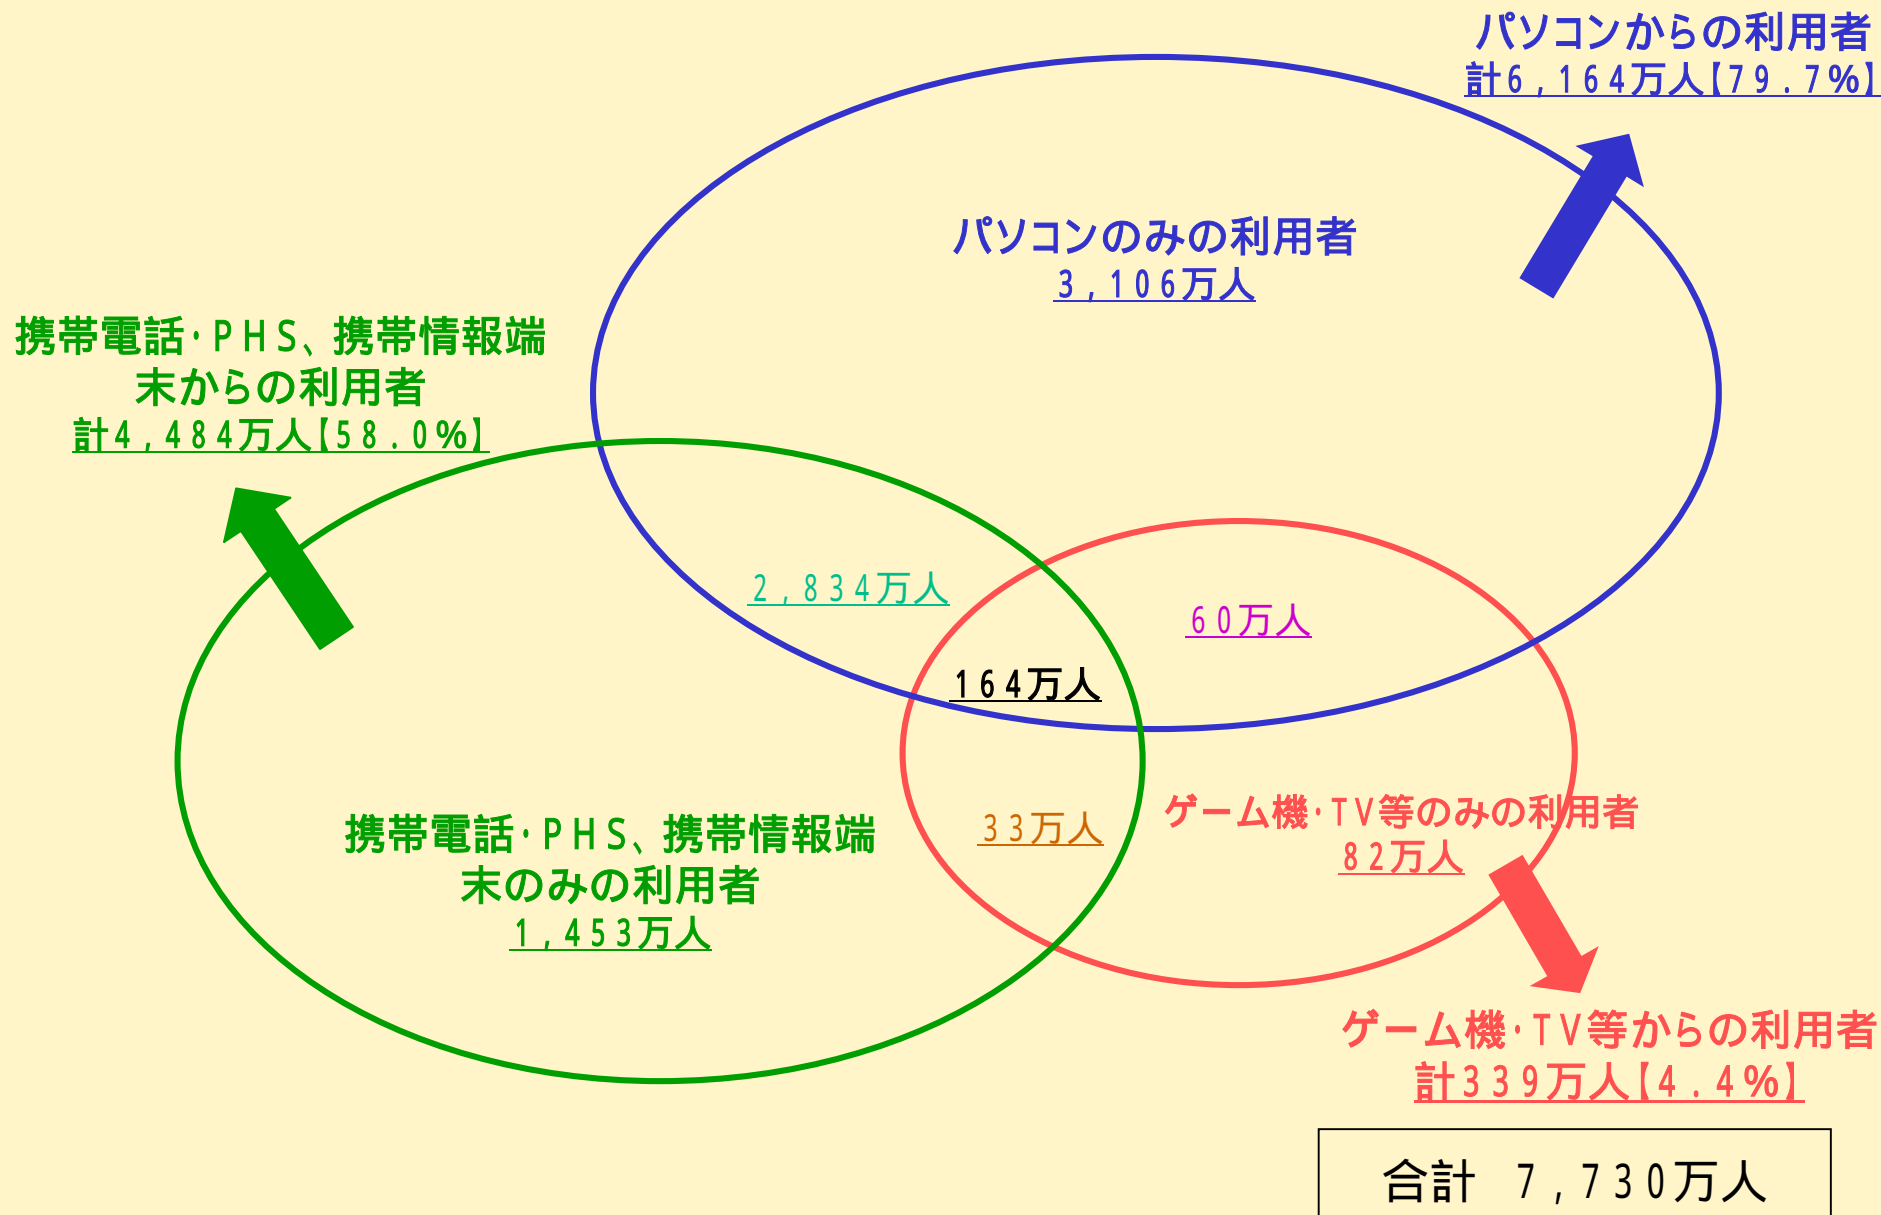 パソコンからの利用者
計6,164万人【79.7%】
パソコンのみの利用者
3,106万人
携帯電話・PHS、携帯情報端
末からの利用者
計4,484万人【58.0%】
2,834万人
60万人
164万人
33万人
ゲーム機・TV等のみの利用者
82万人
携帯電話・PHS、携帯情報端
末のみの利用者
1,453万人
ゲーム機・TV等からの利用者
計339万人【4.4%】
合計　7,730万人